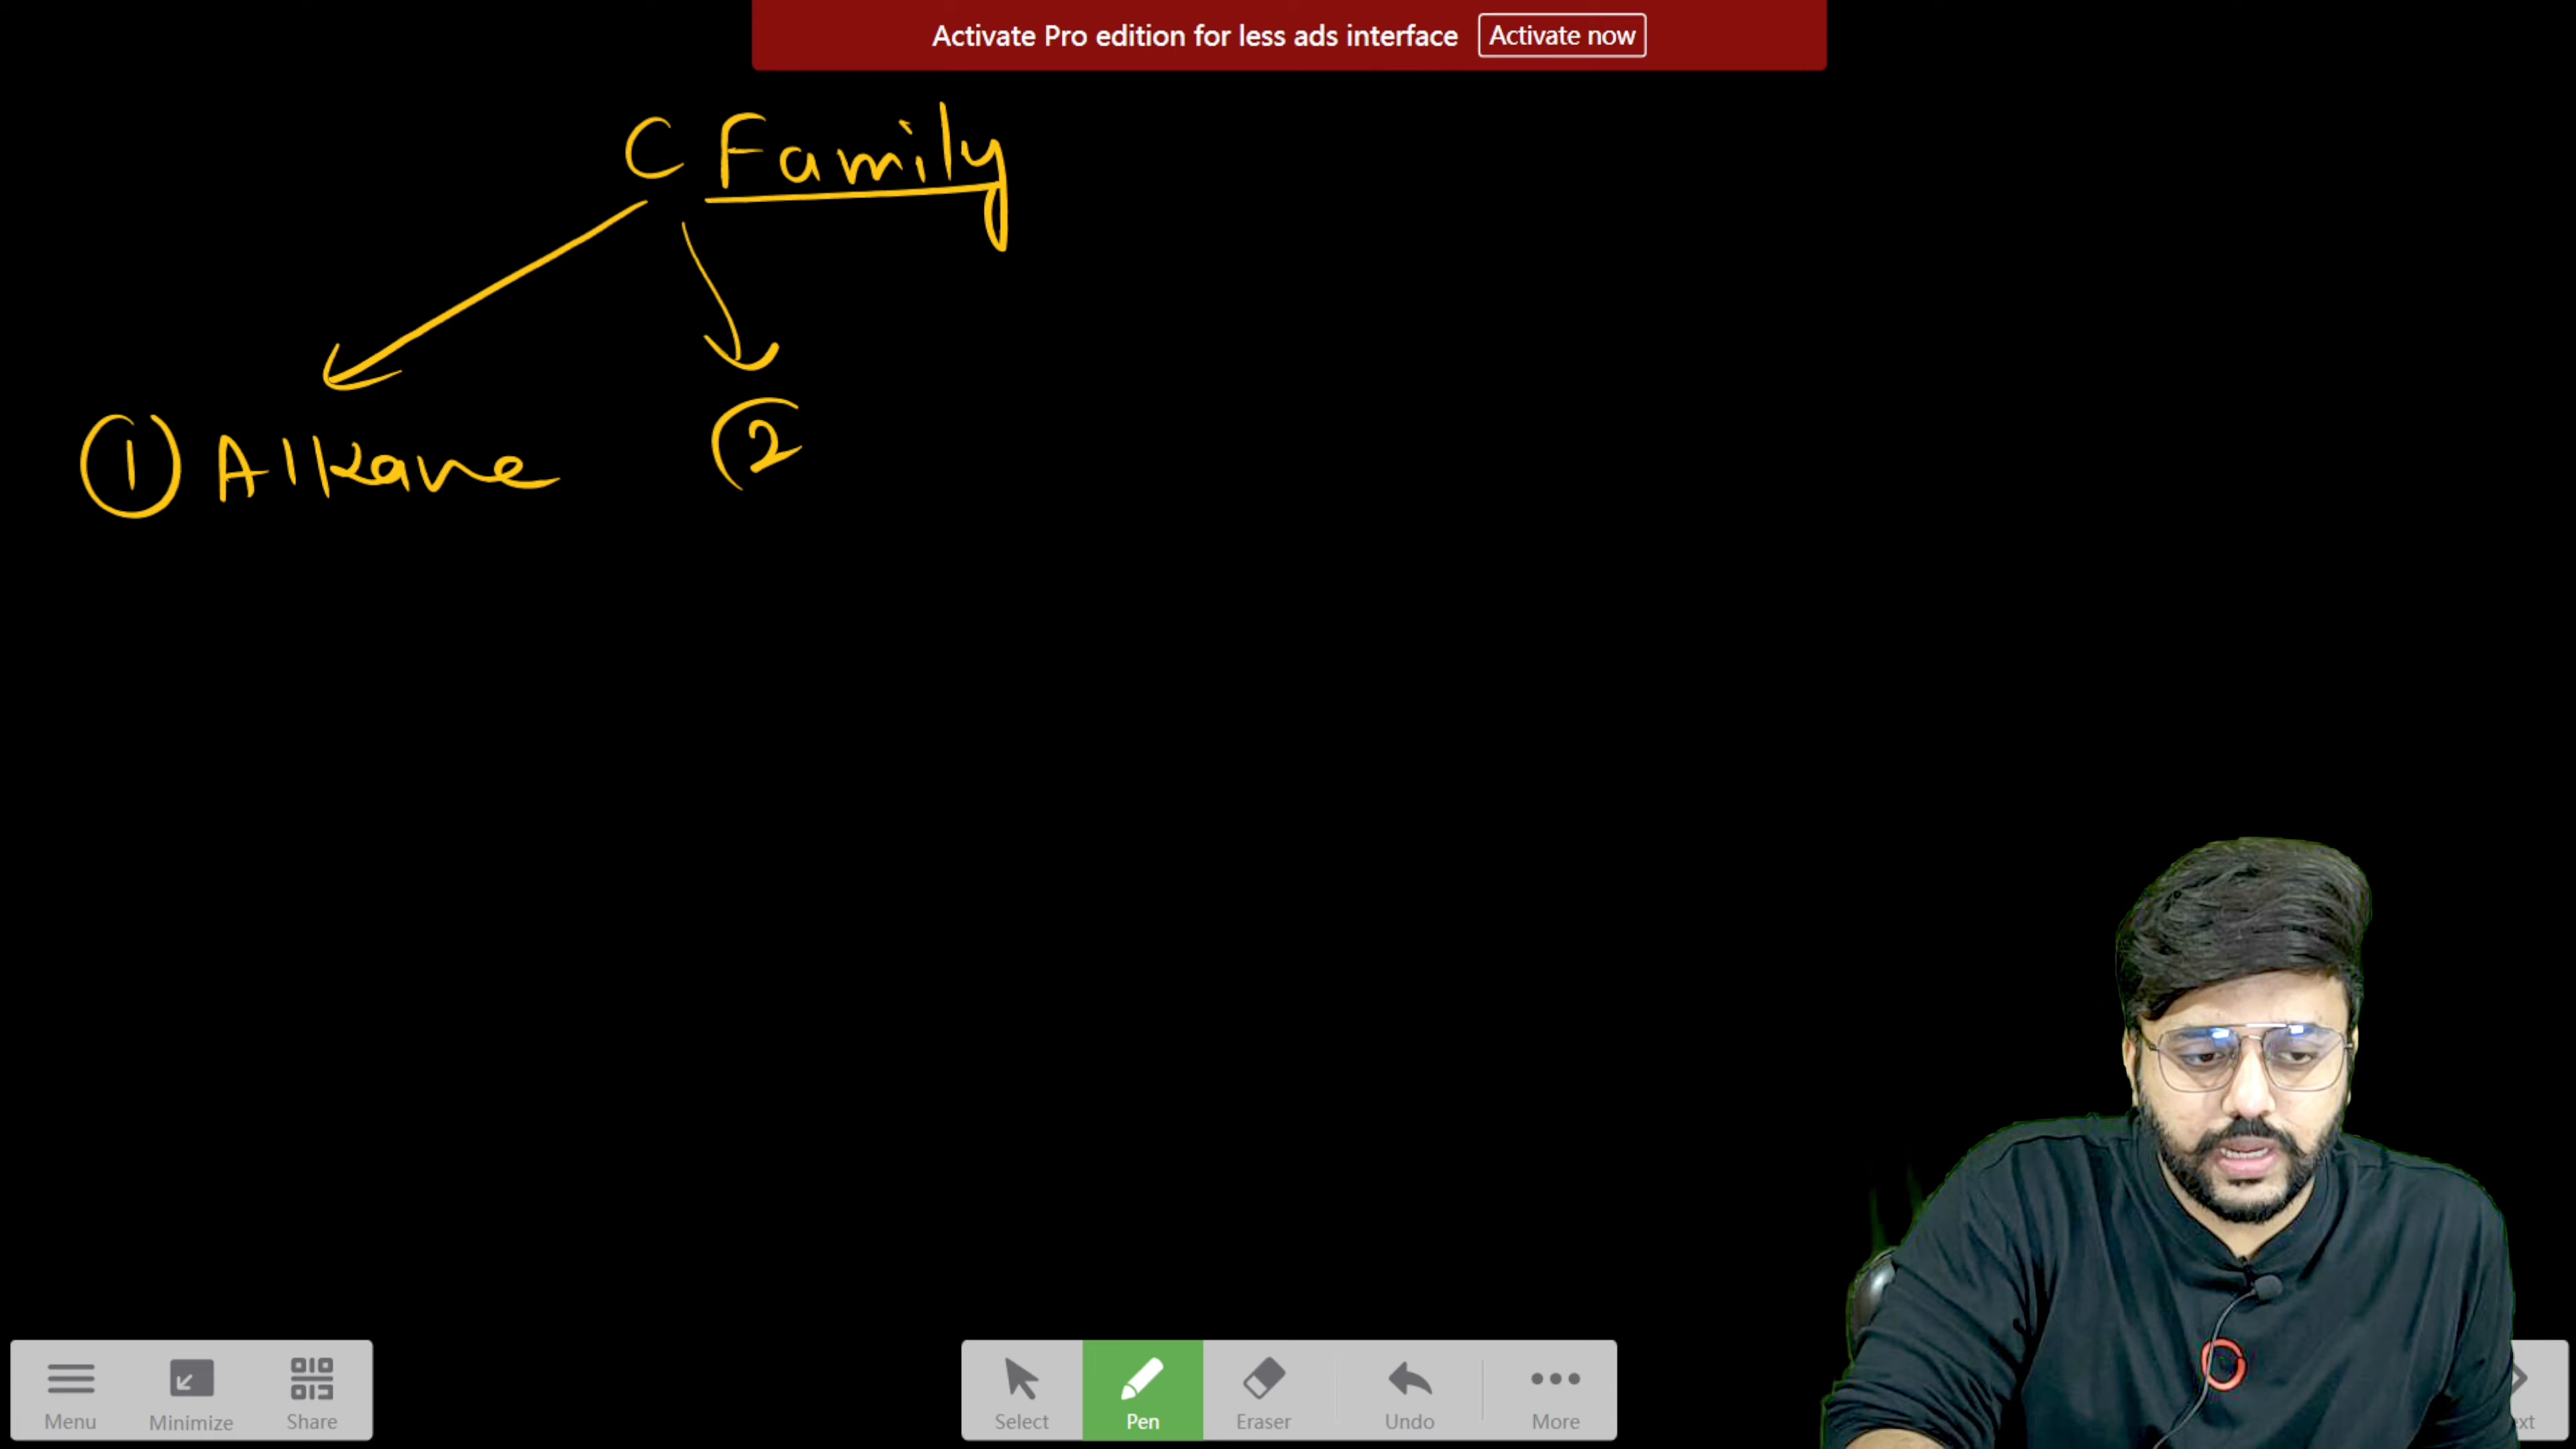 Activate Pro edition for less ads interface Activate now
C Family
① Alkane ②
Menu Minimize Share Select Pen Eraser Undo More